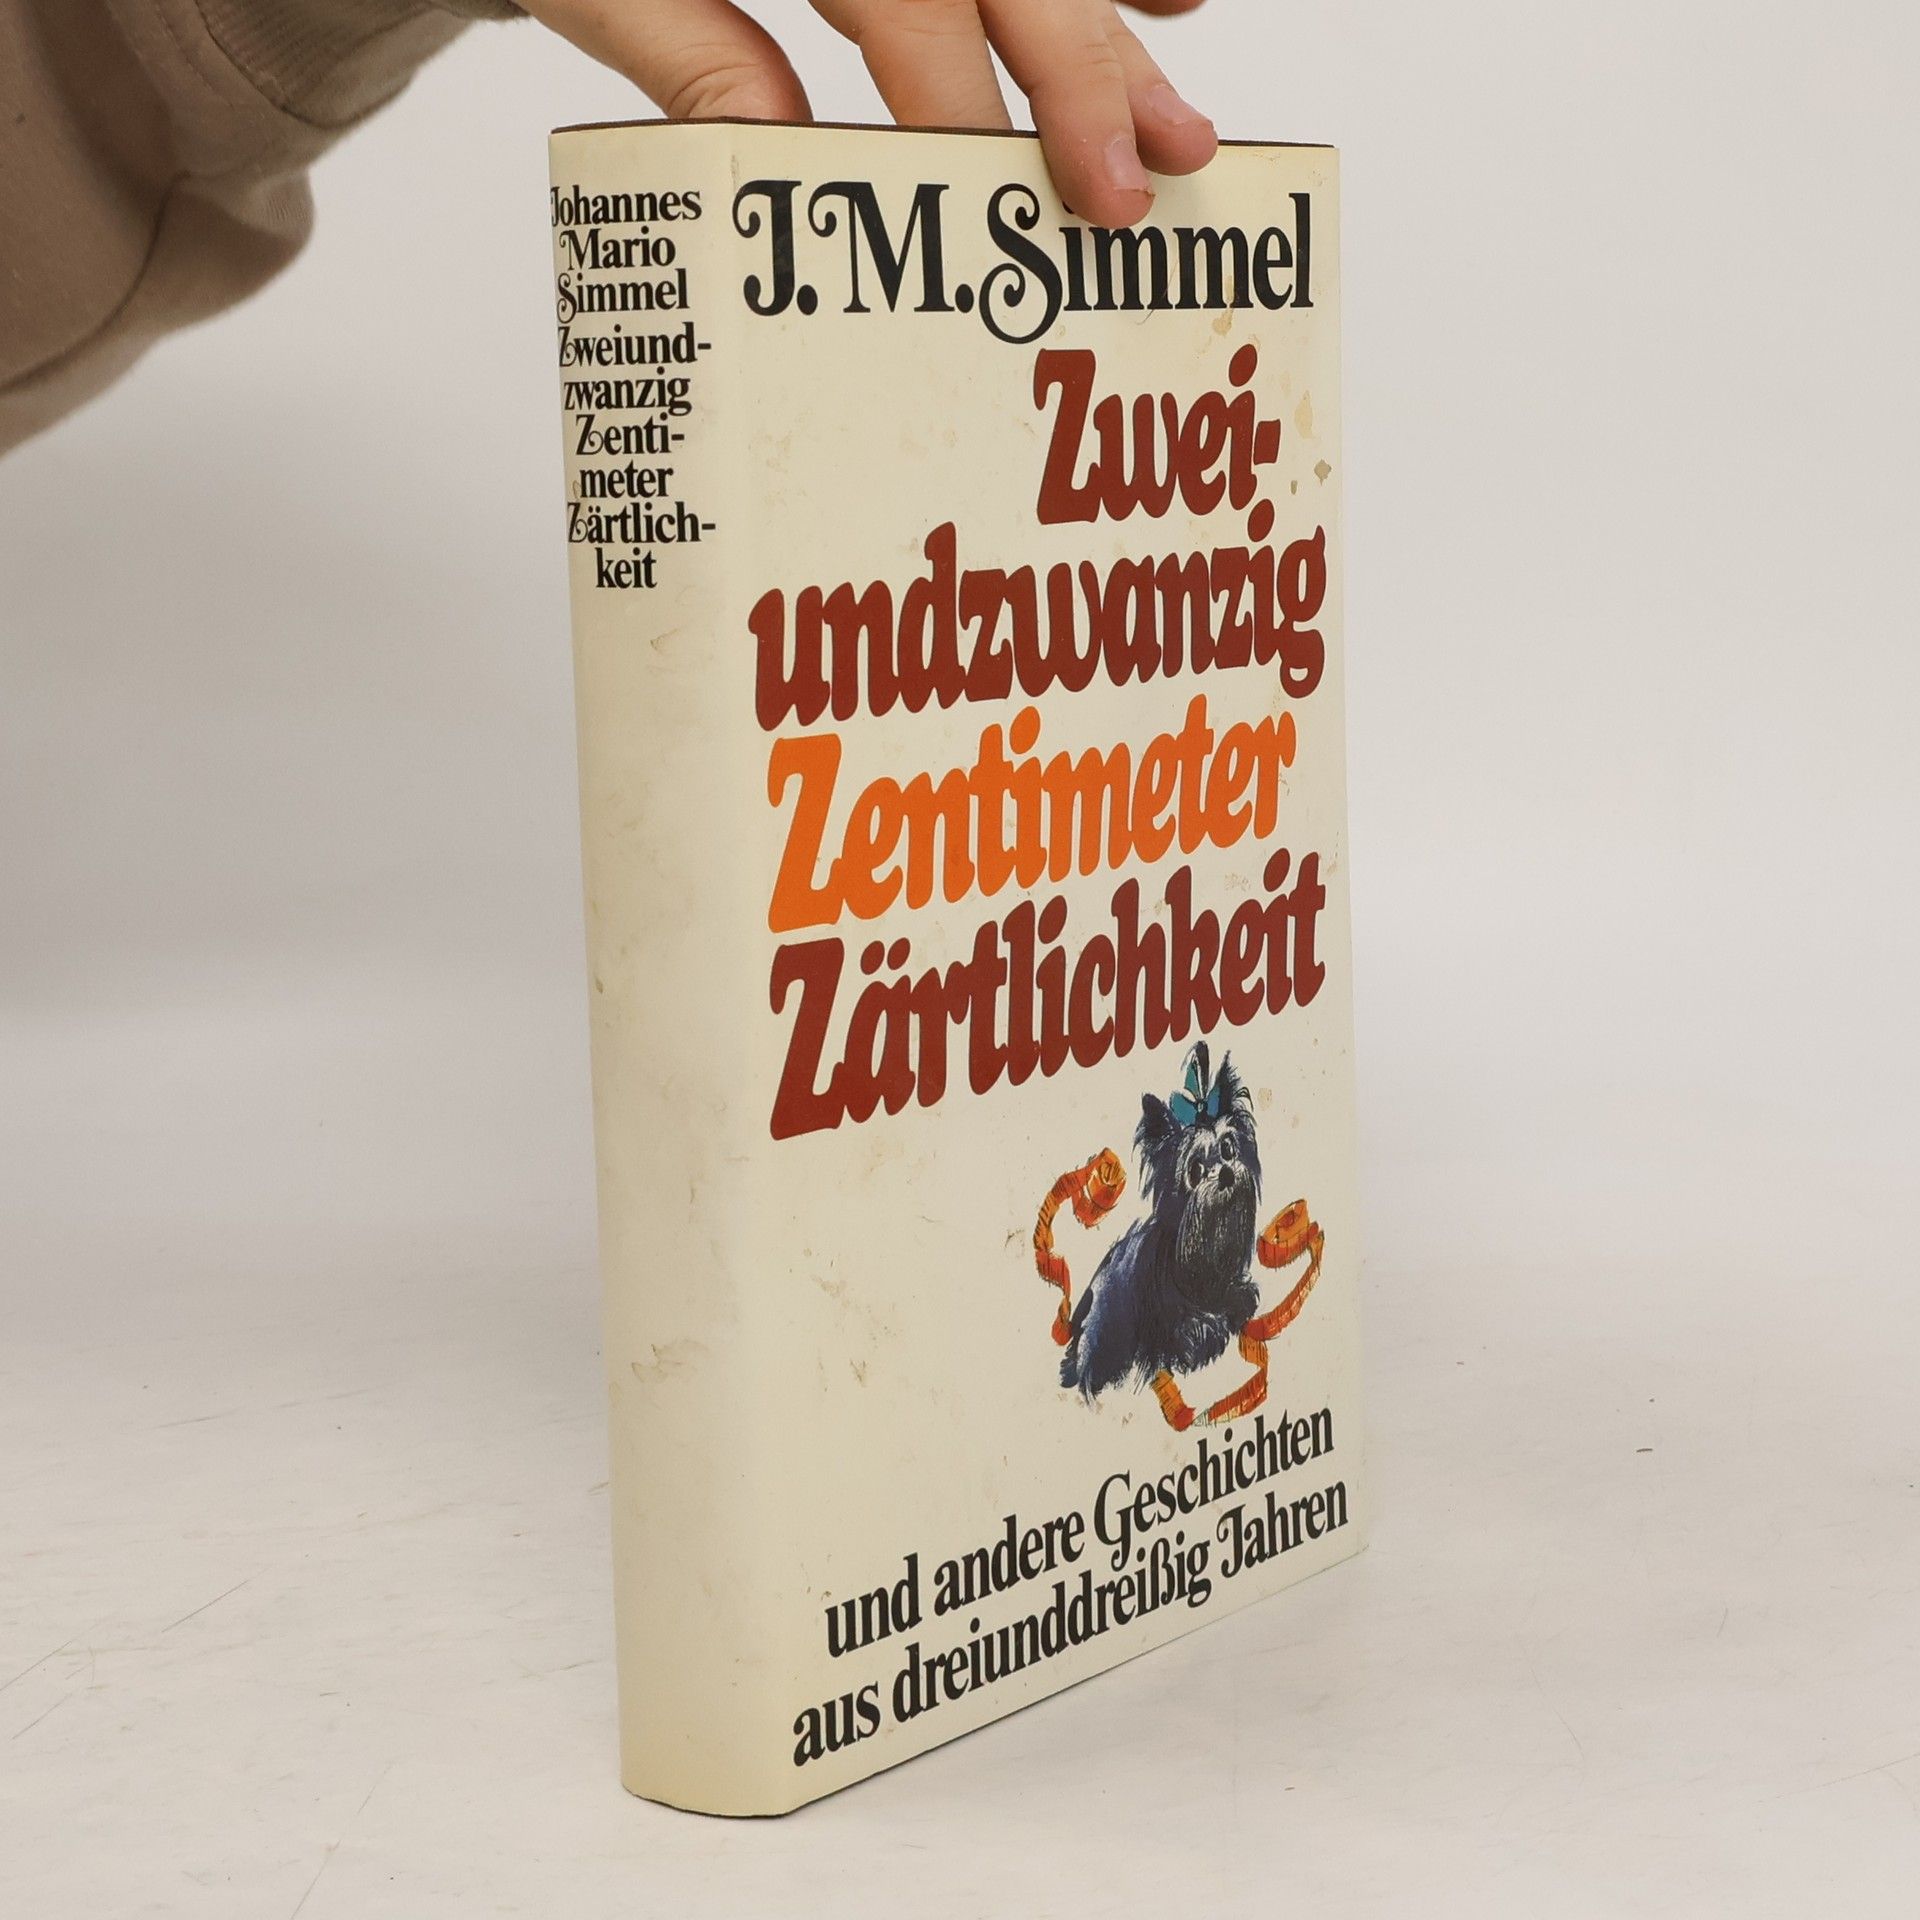 Johannes
Mario
Simmel
Zweiund-
zwanzig
Zenti-
meter
Zärtlich-
keit
J. M. Simmel
Zwei-
undzwanzig
Zentimeter
Zärtlichkeit
und andere Geschichten
aus dreiunddreißig Jahren